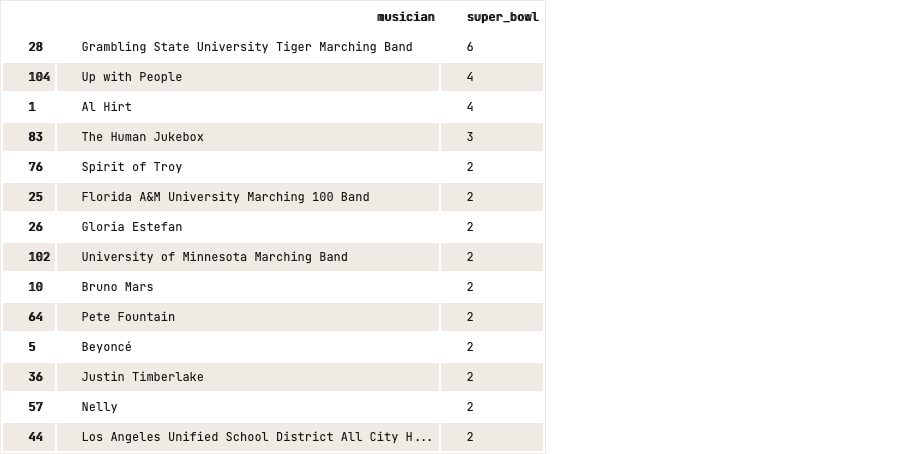 musician super_bowl
28 Grambling State University Tiger Marching Band 6
104 Up with People 4
1 Al Hirt 4
83 The Human Jukebox 3
76 Spirit of Troy 2
25 Florida A&M University Marching 100 Band 2
26 Gloria Estefan 2
102 University of Minnesota Marching Band 2
10 Bruno Mars 2
64 Pete Fountain 2
5 Beyoncé 2
36 Justin Timberlake 2
57 Nelly 2
44 Los Angeles Unified School District All City H... 2